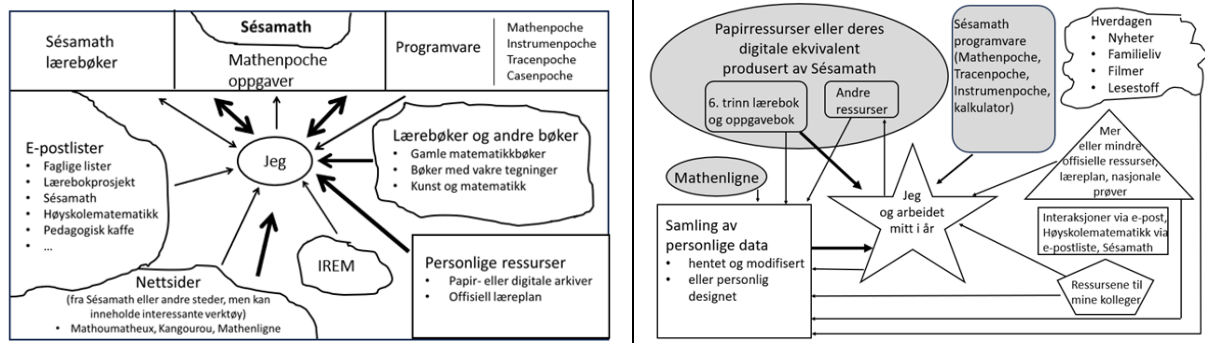 Sésamath
lærebøker
Sésamath
Mathenpoche
oppgaver
Programvare
Mathenpoche
Instrumenpoche
Tracenpoche
Casenpoche
E-postlister
• Faglige lister
• Lærebokprosjekt
• Sésamath
• Høyskolematematikk
• Pedagogisk kaffe
• ...
Jeg
Lærebøker og andre bøker
• Gamle matematikkbøker
• Bøker med vakre tegninger
• Kunst og matematikk
IREM
Personlige ressurser
• Papir- eller digitale arkiver
• Offisiell læreplan
Nettsider
(fra Sésamath eller andre steder, men kan
inneholde interessante verktøy)
• Mathoumatheux, Kangourou, Mathenligne
Papirressurser eller deres
digitale ekvivalent
produsert av Sésamath
6. trinn lærebok
og oppgavebok
Andre
ressurser
Sésamath
programvare
(Mathenpoche,
Tracenpoche,
Instrumenpoche,
kalkulator)
Hverdagen
• Nyheter
• Familieliv
• Filmer
• Lesestoff
Mathenligne
Jeg
og arbeidet
mitt i år
Mer
eller mindre
offisielle ressurser,
læreplan, nasjonale
prøver
Samling av
personlige data
• hentet og modifisert
• eller personlig
designet
Interaksjoner via e-post,
Høyskolematematikk via
e-postliste, Sésamath
Ressursene til
mine kolleger